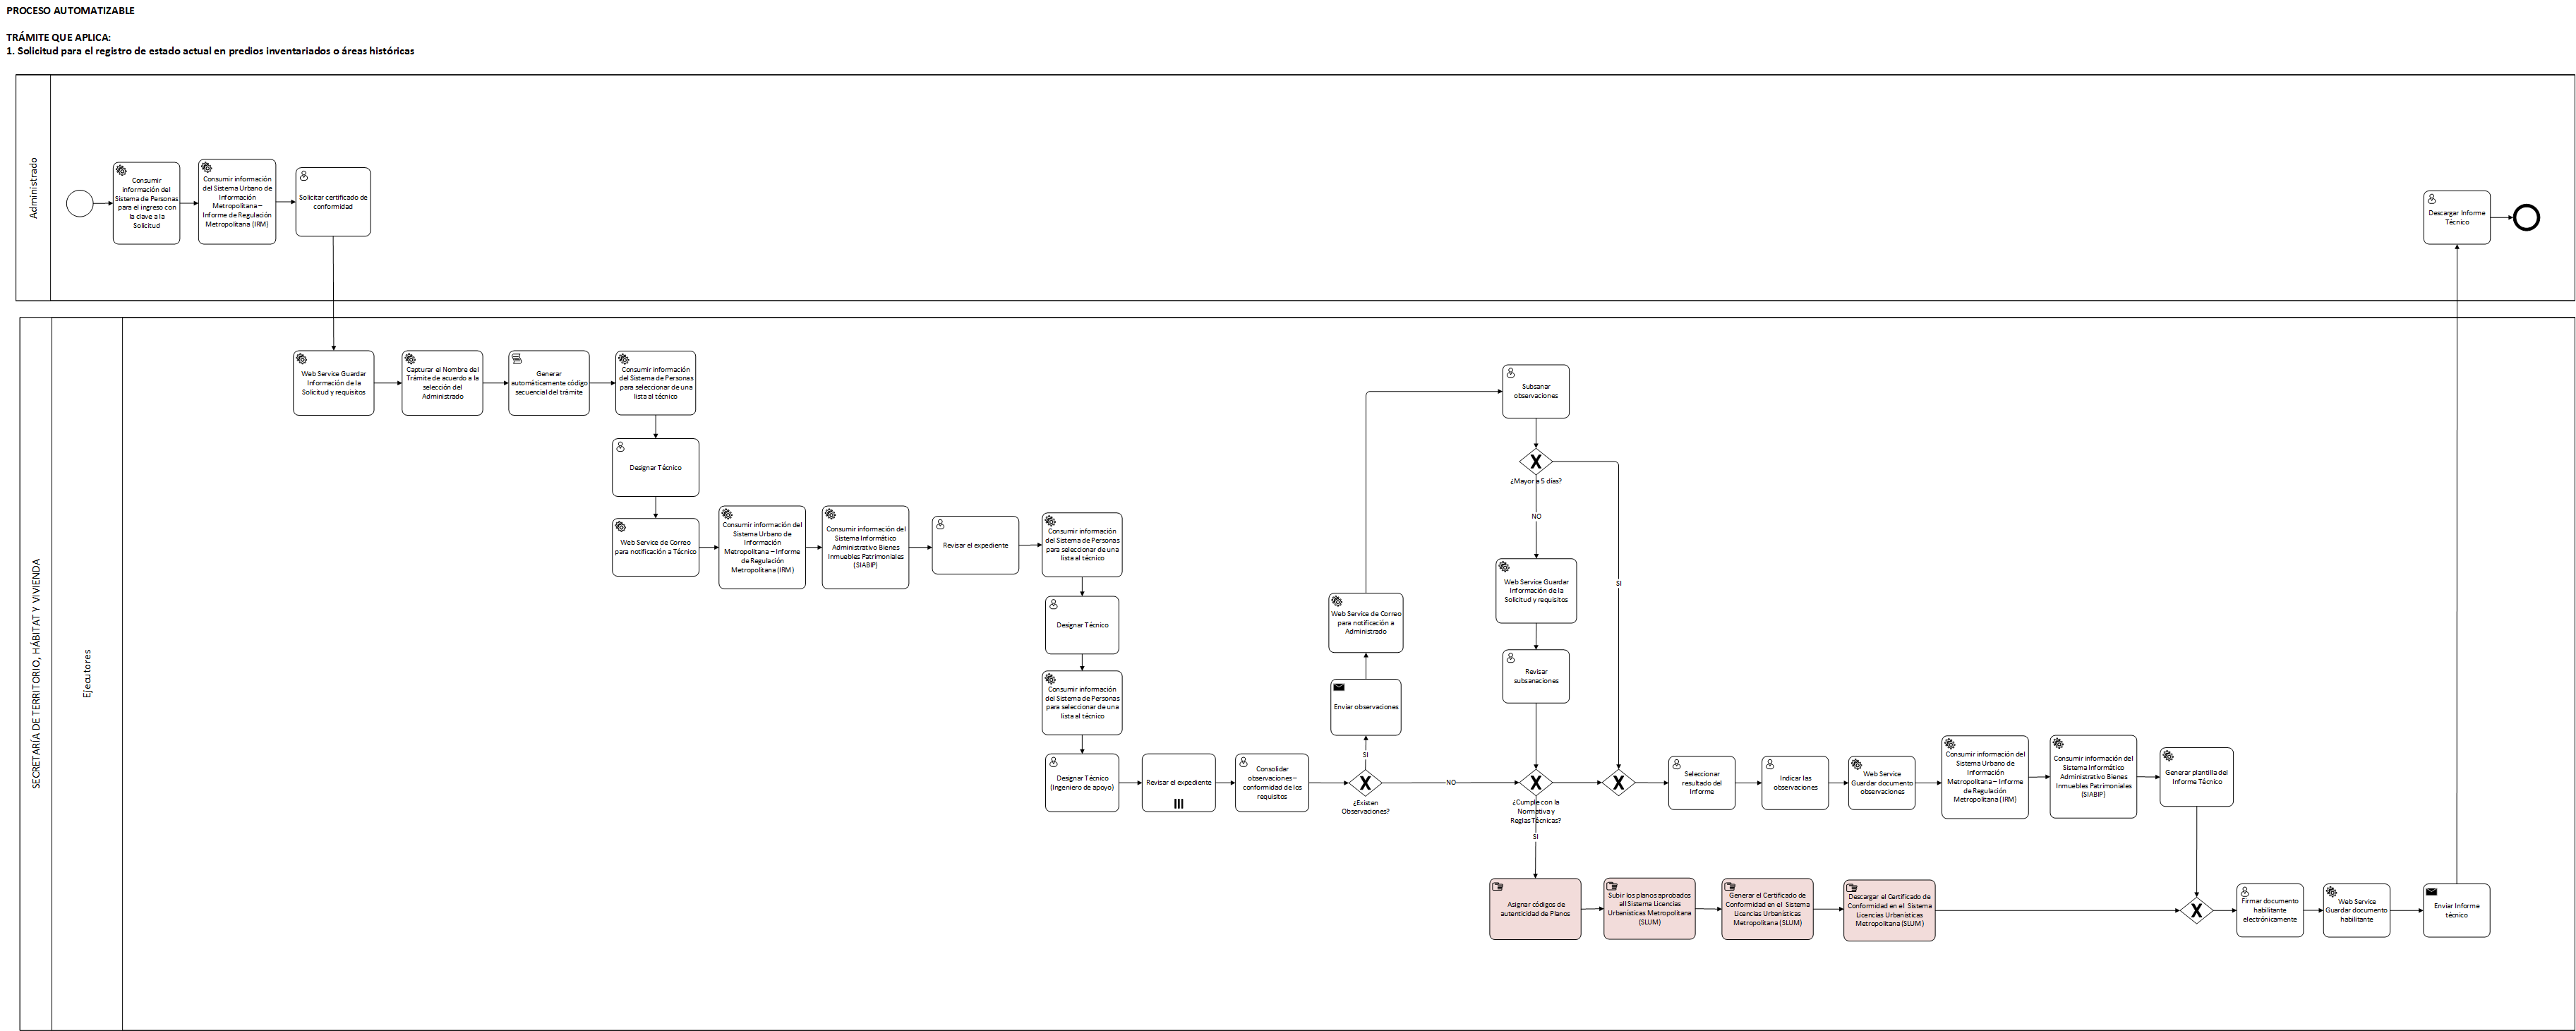 PROCESO AUTOMATIZABLE
TRÁMITE QUE APLICA:
1. Solicitud para el registro de estado actual en predios inventariados o áreas históricas
Administrado
Consumir
información del
Sistema de Personas
para el ingreso con
la clave a la
Solicitud
Consumir información
del Sistema Urbano de
Información
Metropolitana –
Informe de Regulación
Metropolitana (IRM)
Solicitar certificado de
conformidad
Descargar Informe
Técnico
SECRETARÍA DE TERRITORIO, HÁBITAT Y VIVIENDA
Ejecutores
Web Service Guardar
Información de la
Solicitud y requisitos
Capturar el Nombre del
Trámite de acuerdo a la
selección del
Administrado
Generar
automáticamente código
secuencial del trámite
Consumir información
del Sistema de Personas
para seleccionar de una
lista al técnico
Designar Técnico
Web Service de Correo
para notificación a Técnico
Consumir información del
Sistema Urbano de
Información
Metropolitana – Informe
de Regulación
Metropolitana (IRM)
Consumir información del
Sistema Informático
Administrativo Bienes
Inmuebles Patrimoniales
(SIABIP)
Revisar el expediente
Consumir información
del Sistema de Personas
para seleccionar de una
lista al técnico
Designar Técnico
Consumir información
del Sistema de Personas
para seleccionar de una
lista al técnico
Designar Técnico
(Ingeniero de apoyo)
Revisar el expediente
Consolidar
observaciones –
conformidad de los
requisitos
¿Existen
Observaciones?
SI
NO
Enviar observaciones
Web Service de Correo
para notificación a
Administrado
Subsanar
observaciones
¿Mayor a 5 días?
NO
SI
Web Service Guardar
Información de la
Solicitud y requisitos
Revisar
subsanaciones
¿Cumple con la
Normativa y
Reglas Técnicas?
SI
Seleccionar
resultado del
Informe
Indicar las
observaciones
Web Service
Guardar documento
observaciones
Consumir información del
Sistema Urbano de
Información
Metropolitana – Informe
de Regulación
Metropolitana (IRM)
Consumir información del
Sistema Informático
Administrativo Bienes
Inmuebles Patrimoniales
(SIABIP)
Generar plantilla del
Informe Técnico
Asignar códigos de
autenticidad de Planos
Subir los planos aprobados
all Sistema Licencias
Urbanísticas Metropolitana
(SLUM)
Generar el Certificado de
Conformidad en el Sistema
Licencias Urbanísticas
Metropolitana (SLUM)
Descargar el Certificado de
Conformidad en el Sistema
Licencias Urbanísticas
Metropolitana (SLUM)
Firmar documento
habilitante
electrónicamente
Web Service
Guardar documento
habilitante
Enviar Informe
técnico